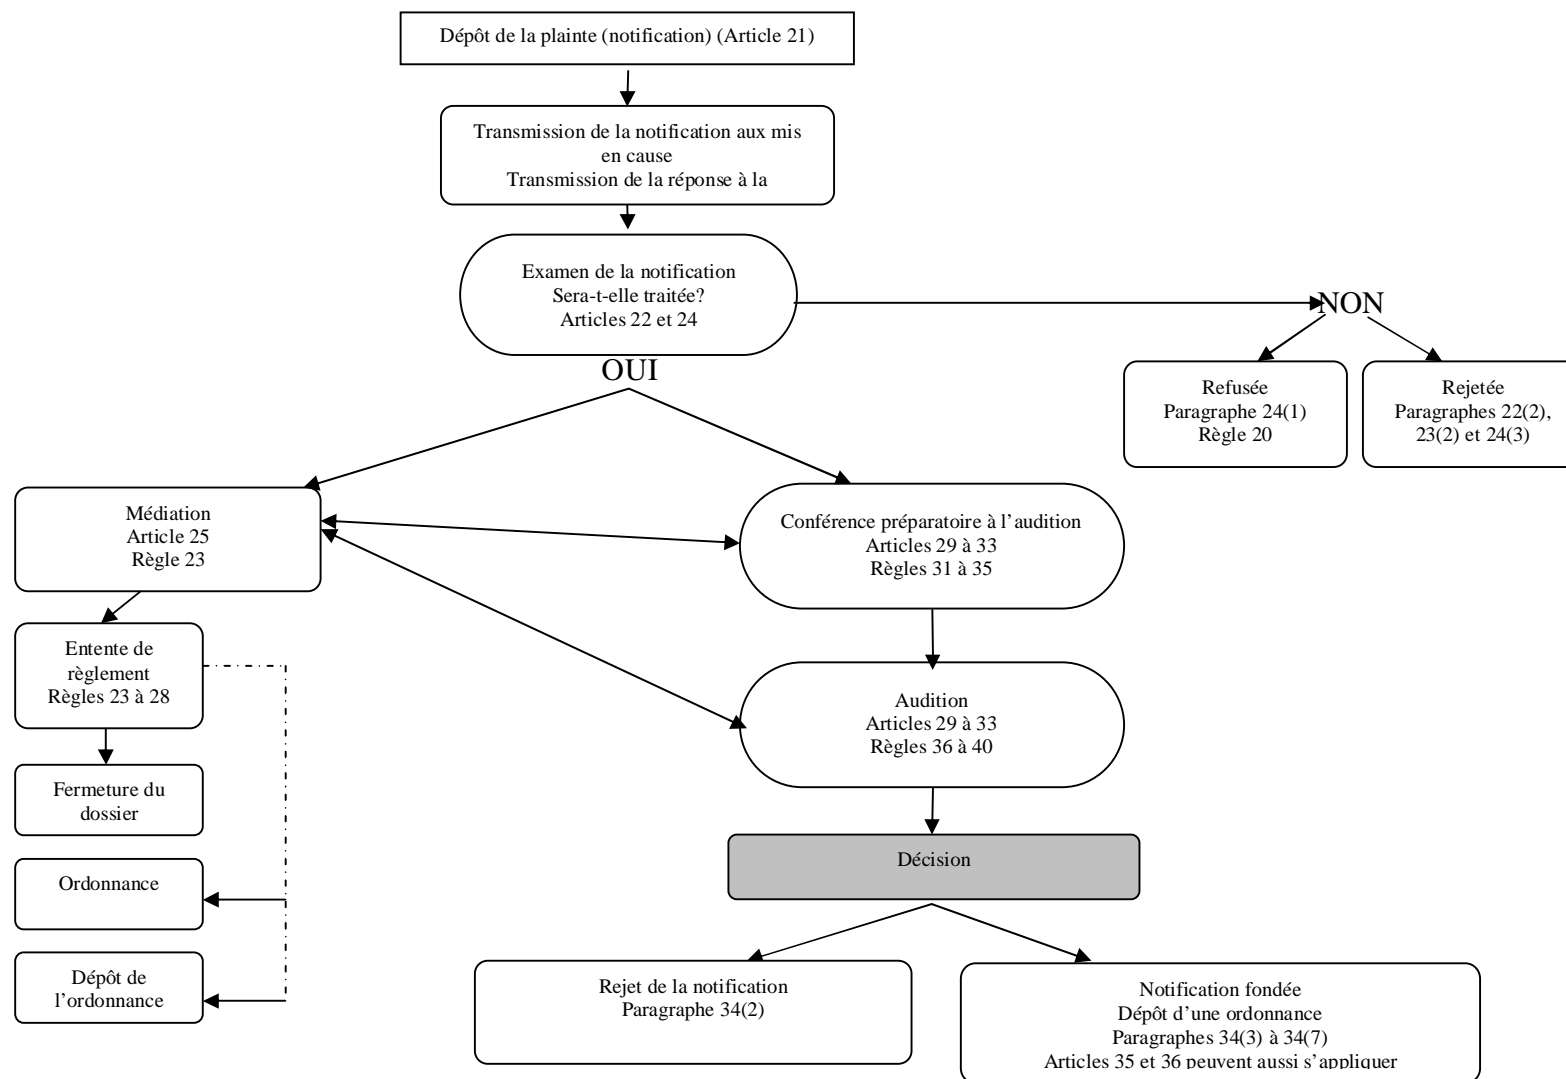 Dépôt de la plainte (notification) (Article 21)
Transmission de la notification aux mis
en cause
Transmission de la réponse à la
Examen de la notification
Sera-t-elle traitée?
Articles 22 et 24
NON
OUI
Refusée
Paragraphe 24(1)
Règle 20
Rejetée
Paragraphes 22(2),
23(2) et 24(3)
Médiation
Article 25
Règle 23
Conférence préparatoire à l’audition
Articles 29 à 33
Règles 31 à 35
Entente de
règlement
Règles 23 à 28
Audition
Articles 29 à 33
Règles 36 à 40
Fermeture du
dossier
Décision
Ordonnance
Dépôt de
l’ordonnance
Rejet de la notification
Paragraphe 34(2)
Notification fondée
Dépôt d’une ordonnance
Paragraphes 34(3) à 34(7)
Articles 35 et 36 peuvent aussi s’appliquer